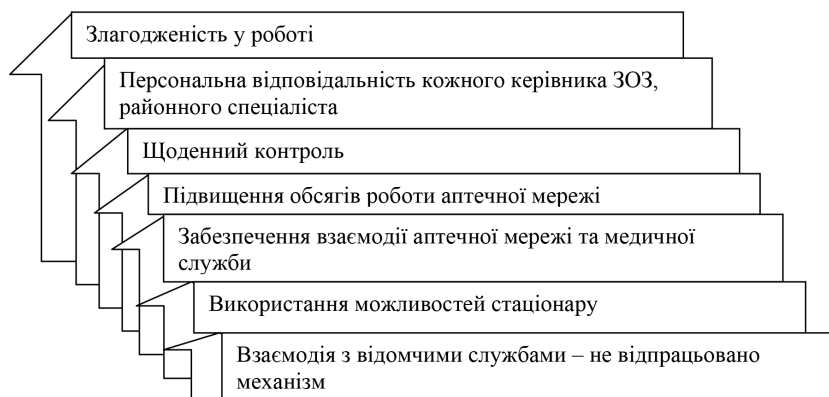 Злагодженість у роботі
Персональна відповідальність кожного керівника ЗОЗ,
районного спеціаліста
Щоденний контроль
Підвищення обсягів роботи аптечної мережі
Забезпечення взаємодії аптечної мережі та медичної
служби
Використання можливостей стаціонару
Взаємодія з відомчими службами – не відпрацьовано
механізм